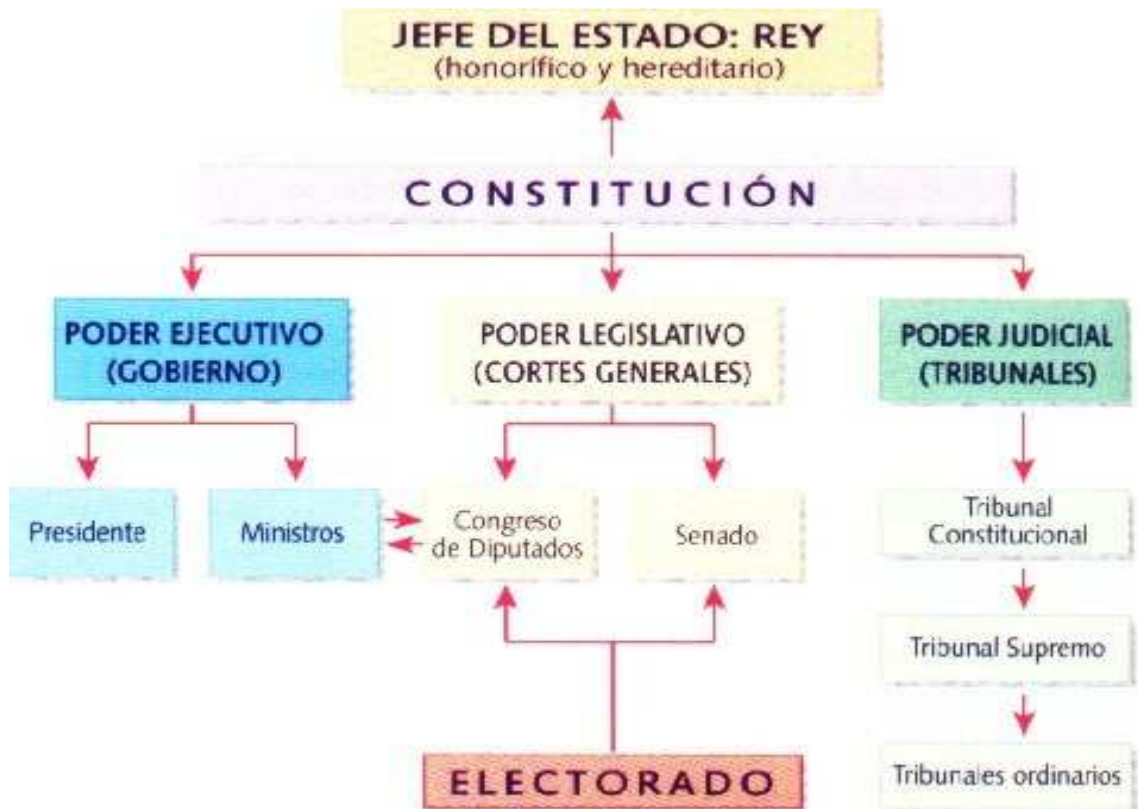 JEFE DEL ESTADO: REY
(honorífico y hereditario)
CONSTITUCIÓN
PODER EJECUTIVO
(GOBIERNO)
PODER LEGISLATIVO
(CORTES GENERALES)
PODER JUDICIAL
(TRIBUNALES)
Presidente
Ministros
Congreso
de Diputados
Senado
Tribunal
Constitucional
Tribunal Supremo
Tribunales ordinarios
ELECTORADO